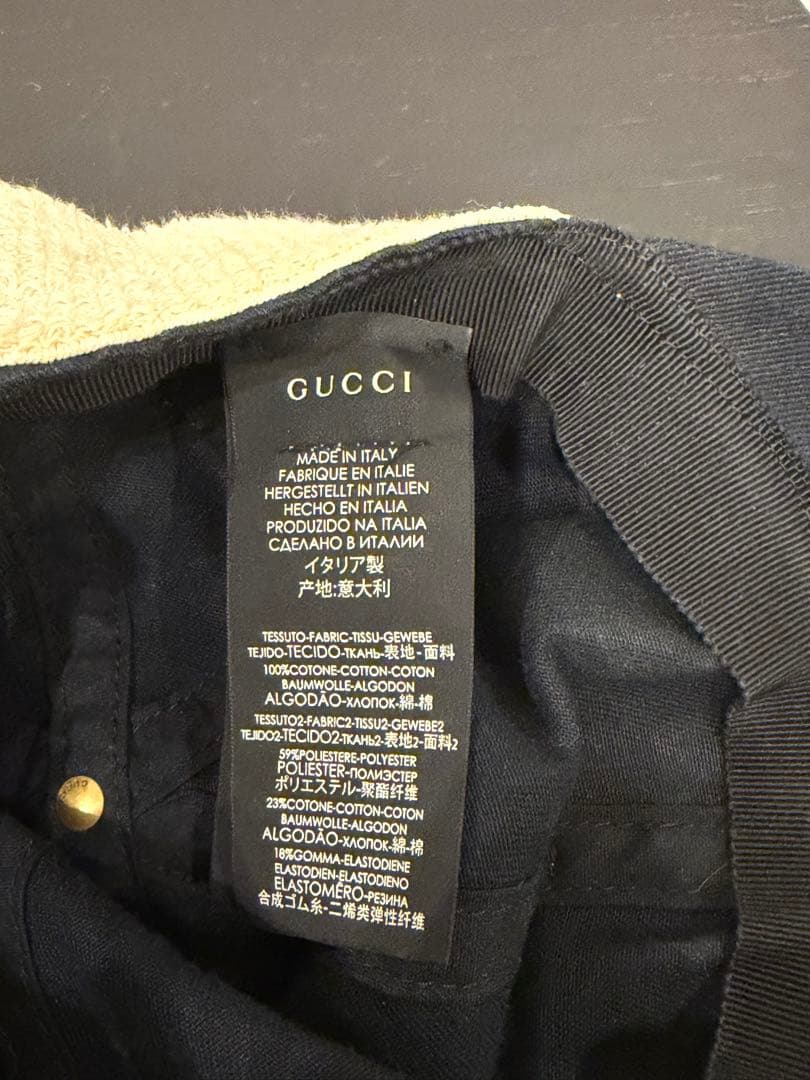 GUCCI
MADE IN ITALY
FABRIQUE EN ITALIE
HERGESTELLT IN ITALIEN
HECHO EN ITALIA
PRODUZIDO NA ITALIA
СДЕЛАНО В ИТАЛИИ
イタリア製
产地:意大利
TESSUTO-FABRIC-TISSU-GEWEBE
TEJIDO-TECIDO-ТКАНЬ-表地-面料
100%COTONE-COTTON-COTON
BAUMWOLLE-ALGODON
ALGODÃO-ХЛОПОК-綿-棉
TESSUTO2-FABRIC2-TISSU2-GEWEBE2
TEJIDO2-TECIDO2-ТКАНЬ2-表地2-面料2
59%POLIESTERE-POLYESTER
POLIESTER-ПОЛИЭСТЕР
ポリエステル-聚酯纤维
23%COTONE-COTTON-COTON
BAUMWOLLE-ALGODON
ALGODÃO-ХЛОПОК-綿-棉
18%GOMMA-ELASTODIENE
ELASTODIEN-ELASTODIENO
ELASTOMÉRO-РЕЗИНА
合成ゴム糸-二烯类弹性纤维